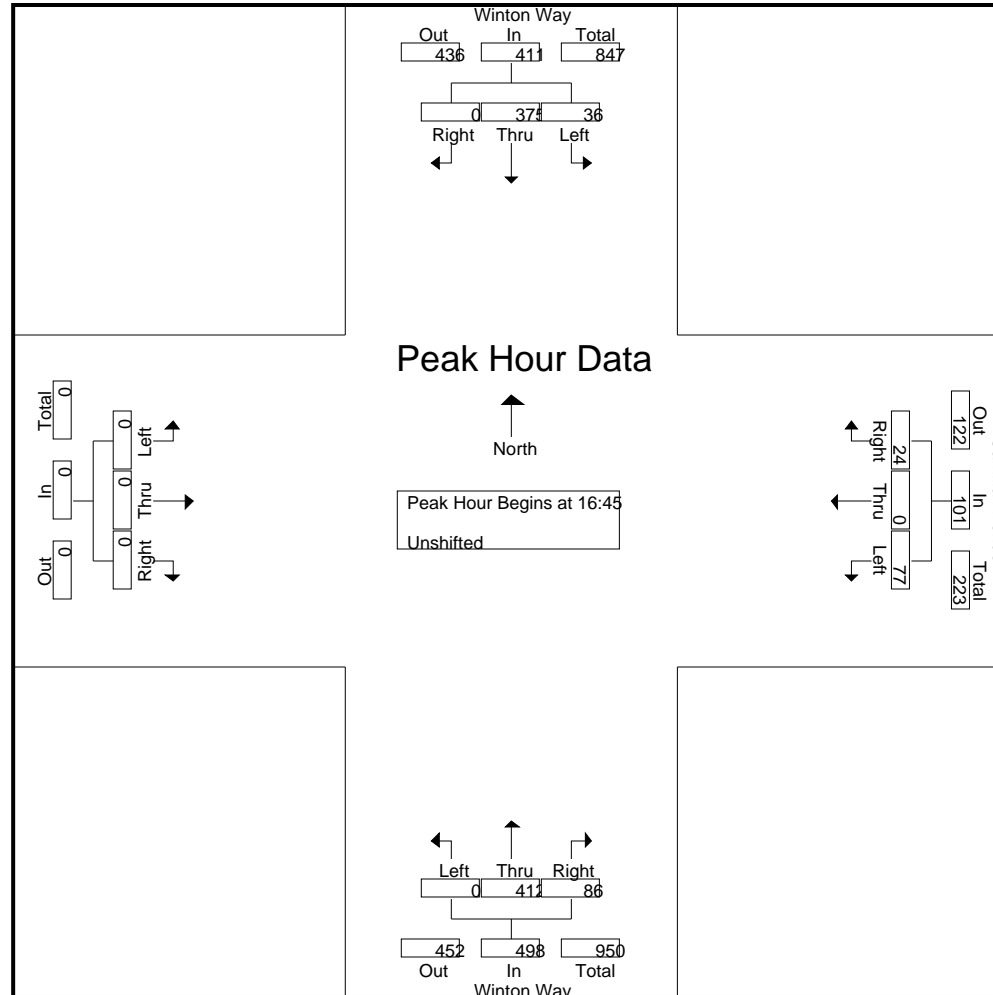 Winton Way
Out In Total
436 411 847
0 375 36
Right Thru Left
Peak Hour Data
North
Peak Hour Begins at 16:45
Unshifted
Total In Out
0 0 0
0 0 0
Left Thru Right
Right Thru Left
24 0 77
122 101 223
Out In Total
Left Thru Right
0 412 86
452 498 950
Out In Total
Winton Way